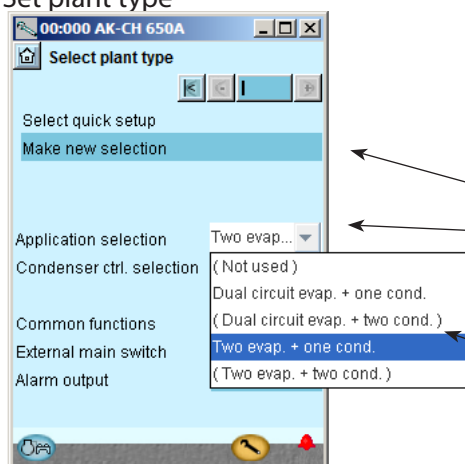 Set plant type
00:000 AK-CH 650A
Select plant type
Select quick setup
Make new selection
Application selection Two evap...
Condenser ctrl. selection
( Not used )
Dual circuit evap. + one cond.
Common functions ( Dual circuit evap. + two cond. )
External main switch Two evap. + one cond.
Alarm output ( Two evap. + two cond. )